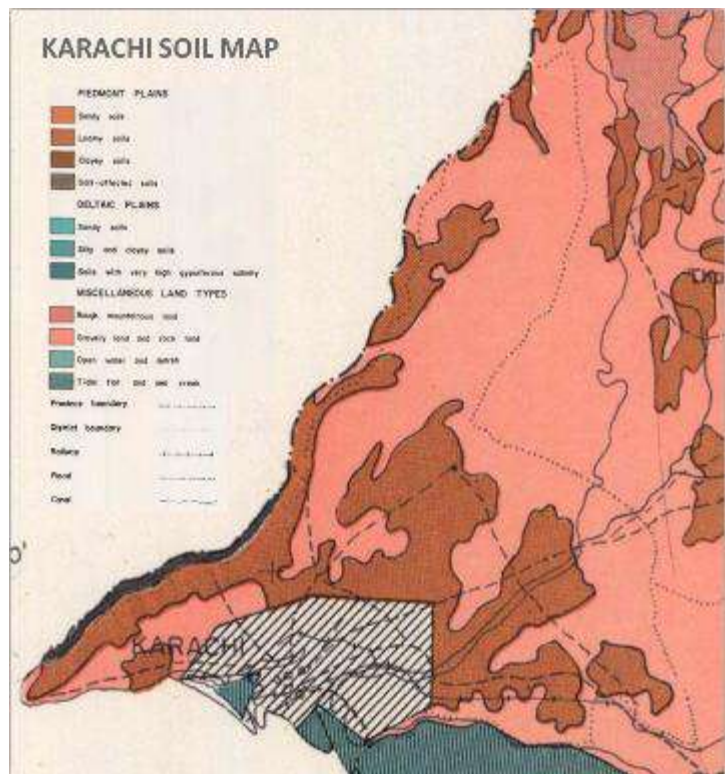 KARACHI SOIL MAP
PIEDMONT PLAINS
Sandy soils
Loamy soils
Clayey soils
Salt-affected soils
DELTAIC PLAINS
Sandy soils
Silty and clayey soils
Soils with very high gypsiferous salinity
MISCELLANEOUS LAND TYPES
Rough mountainous land
Gravelly land and rock land
Open water and
Tidal flat and creek
Province boundary
District boundary
Railway
Road
Canal
0'
KARACHI